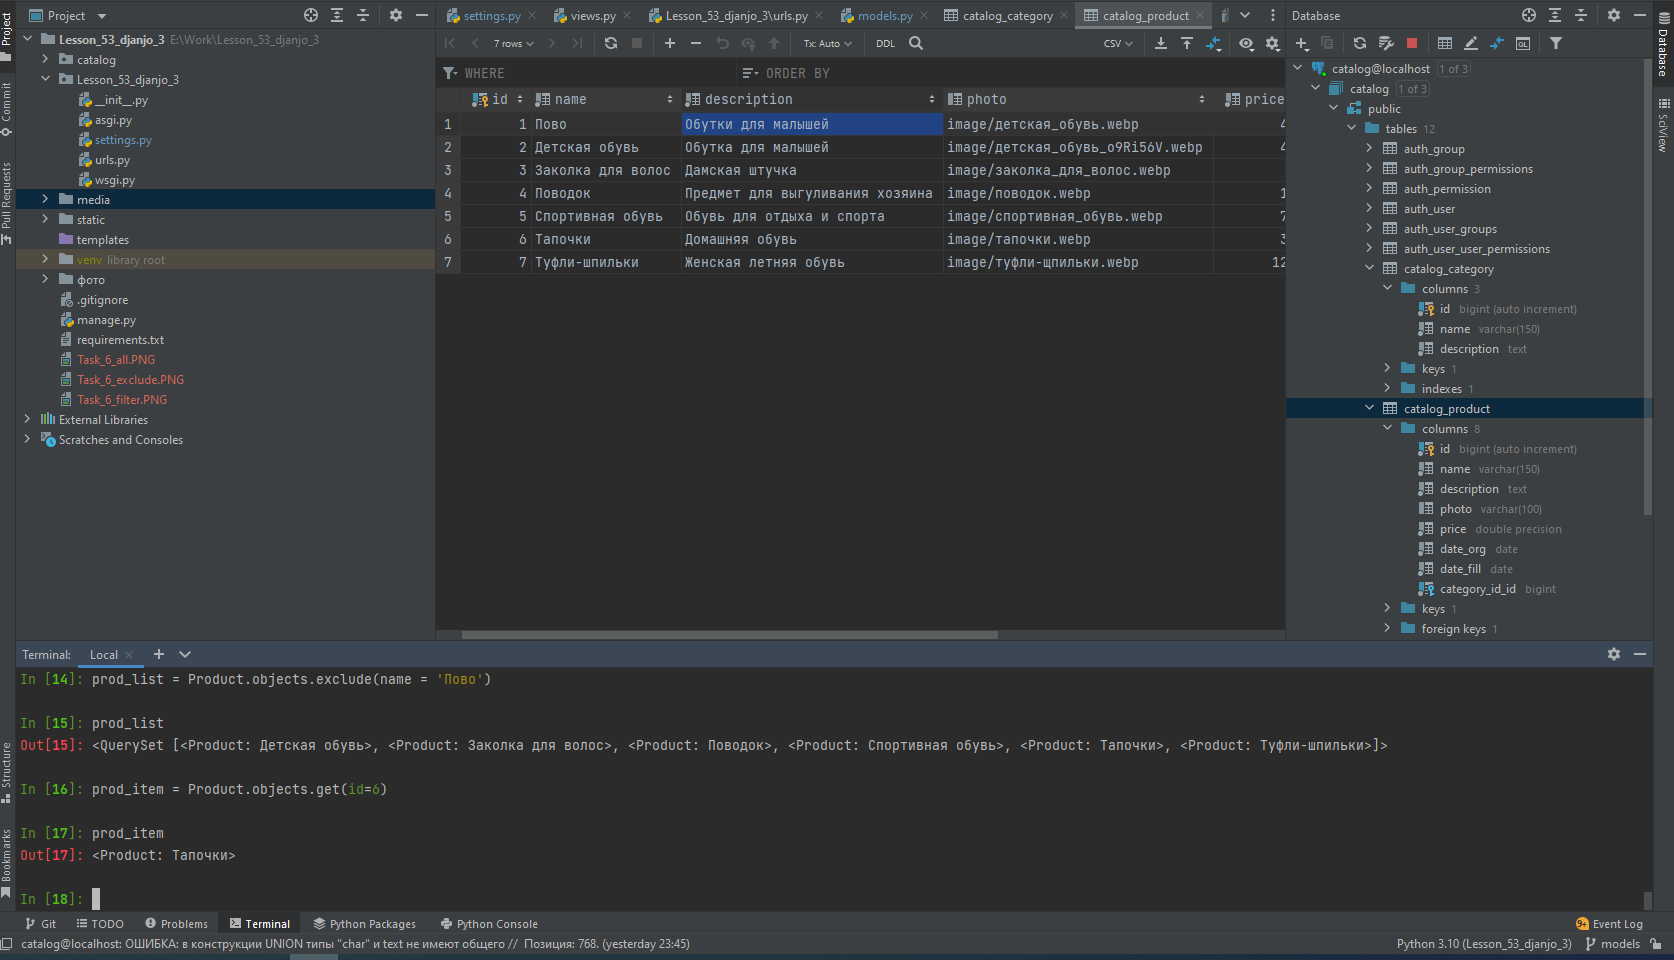 Project
settings.py
views.py
Lesson_53_djanjo_3\urls.py
models.py
catalog_category
catalog_product
Database
Lesson_53_djanjo_3 E:\Work\Lesson_53_djanjo_3
catalog
Lesson_53_djanjo_3
__init__.py
asgi.py
settings.py
urls.py
wsgi.py
media
static
templates
venv library root
фото
.gitignore
manage.py
requirements.txt
Task_6_all.PNG
Task_6_exclude.PNG
Task_6_filter.PNG
External Libraries
Scratches and Consoles
7 rows
Tx: Auto
DDL
CSV
WHERE
ORDER BY
id name description photo price
1 1 Пово Обутки для малышей image/детская_обувь.webp 4
2 2 Детская обувь Обутка для малышей image/детская_обувь_o9Ri56V.webp 4
3 3 Заколка для волос Дамская штучка image/заколка_для_волос.webp
4 4 Поводок Предмет для выгуливания хозяина image/поводок.webp 1
5 5 Спортивная обувь Обувь для отдыха и спорта image/спортивная_обувь.webp 7
6 6 Тапочки Домашняя обувь image/тапочки.webp 3
7 7 Туфли-шпильки Женская летняя обувь image/туфли-щпильки.webp 12
catalog@localhost 1 of 3
catalog 1 of 3
public
tables 12
auth_group
auth_group_permissions
auth_permission
auth_user
auth_user_groups
auth_user_user_permissions
catalog_category
columns 3
id bigint (auto increment)
name varchar(150)
description text
keys 1
indexes 1
catalog_product
columns 8
id bigint (auto increment)
name varchar(150)
description text
photo varchar(100)
price double precision
date_org date
date_fill date
category_id_id bigint
keys 1
foreign keys 1
Project
Commit
Pull Requests
Structure
Bookmarks
Database
SciView
Terminal: Local
In [14]: prod_list = Product.objects.exclude(name = 'Пово')
In [15]: prod_list
Out[15]: <QuerySet [<Product: Детская обувь>, <Product: Заколка для волос>, <Product: Поводок>, <Product: Спортивная обувь>, <Product: Тапочки>, <Product: Туфли-шпильки>]>
In [16]: prod_item = Product.objects.get(id=6)
In [17]: prod_item
Out[17]: <Product: Тапочки>
In [18]:
Git
TODO
Problems
Terminal
Python Packages
Python Console
9+ Event Log
catalog@localhost: ОШИБКА: в конструкции UNION типы "char" и text не имеют общего // Позиция: 768. (yesterday 23:45)
Python 3.10 (Lesson_53_djanjo_3)
models